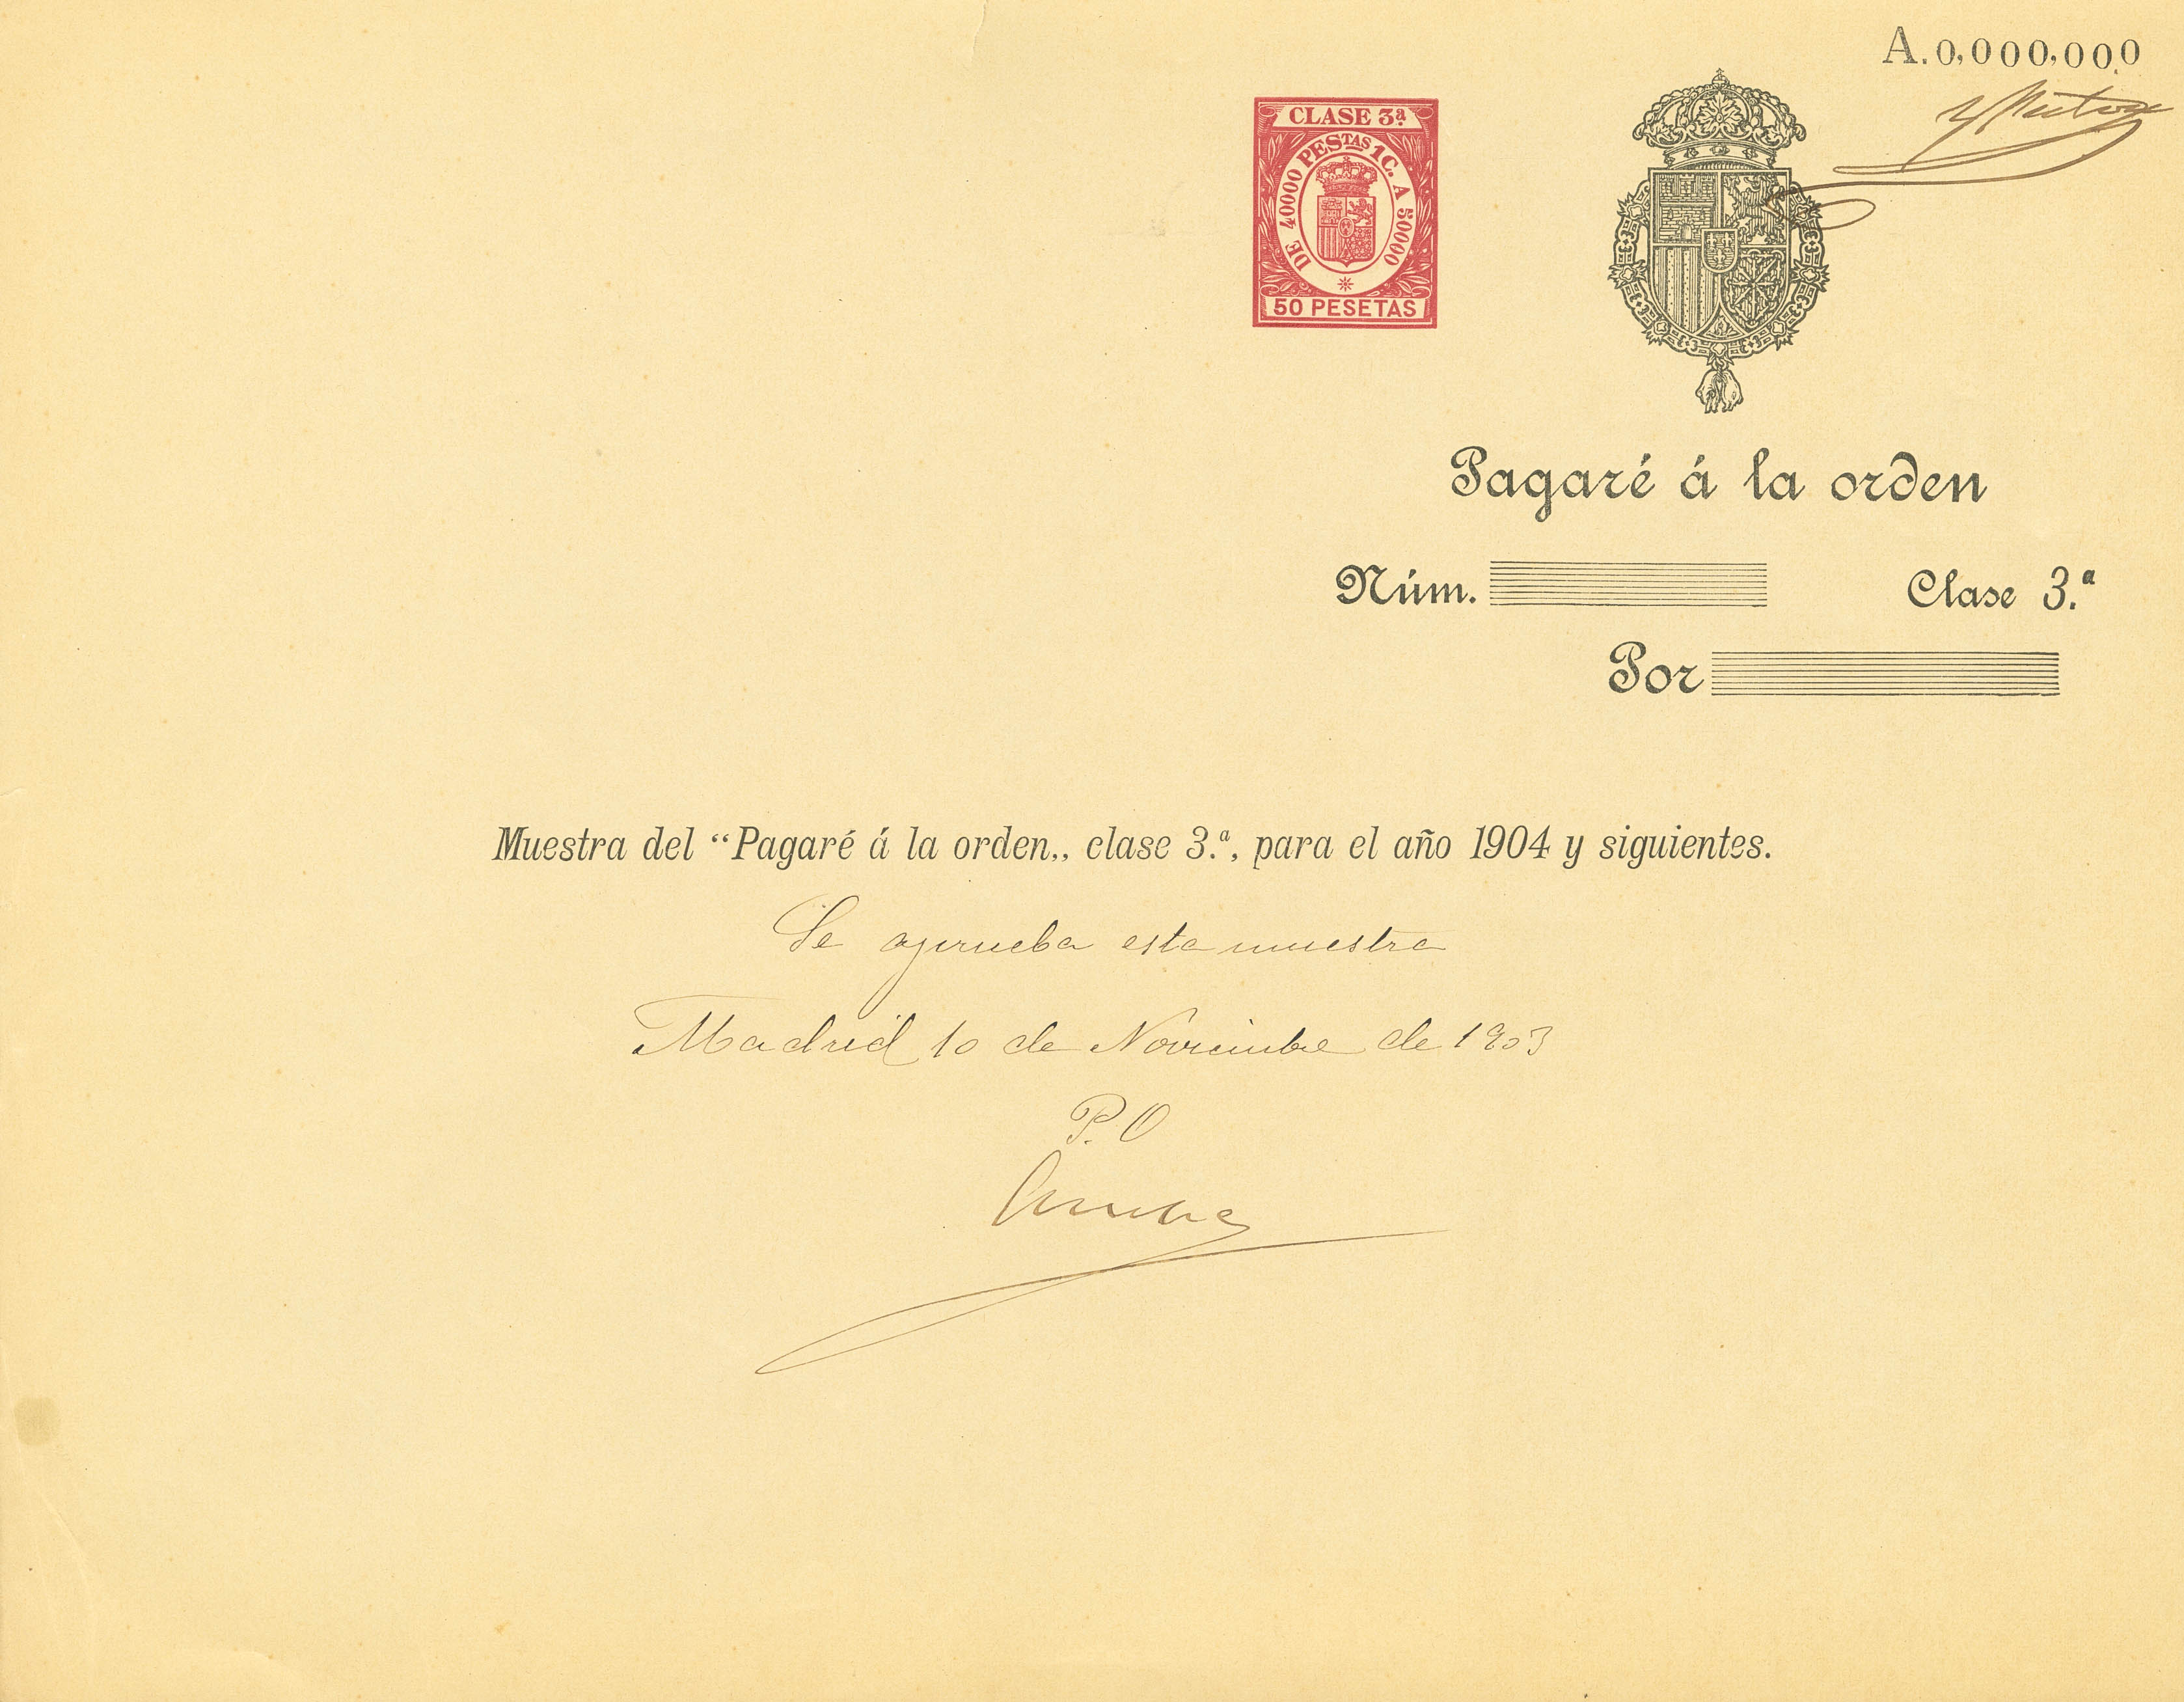 A.0,000,000
CLASE 3ª
DE 40000 PESTAS 1 C. A 50000
50 PESETAS
Pagaré á la orden
Núm.
Clase 3.ª
Por
Muestra del “Pagaré á la orden„, clase 3.ª, para el año 1904 y siguientes.
Se aprueba esta muestra
Madrid 10 de Noviembre de 1903
P.O